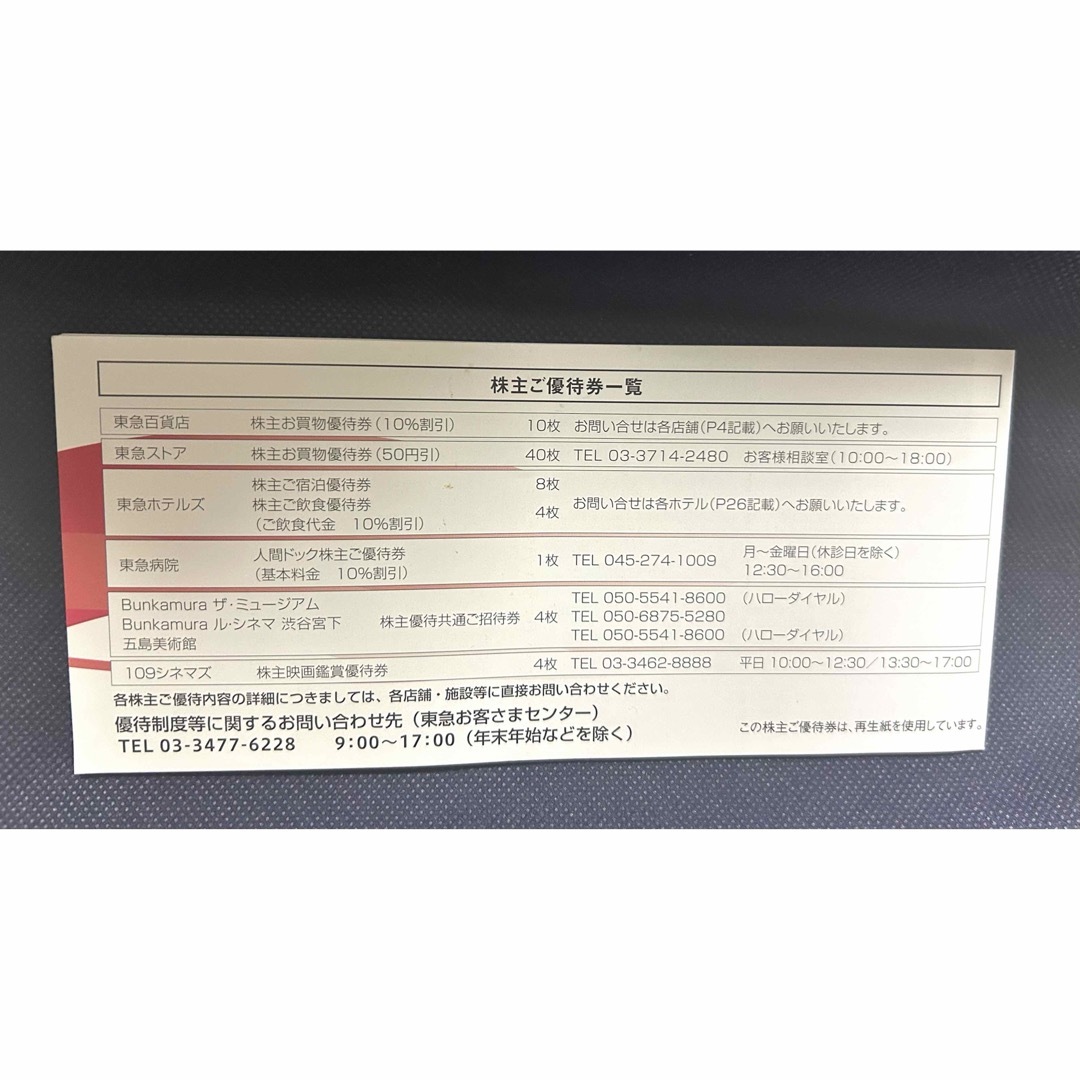 株主ご優待券一覧
東急百貨店 株主お買物優待券（10%割引） 10枚 お問い合せは各店舗（P4記載）へお願いいたします。
東急ストア 株主お買物優待券（50円引） 40枚 TEL 03-3714-2480 お客様相談室（10:00～18:00）
東急ホテルズ 株主ご宿泊優待券 8枚 お問い合せは各ホテル（P26記載）へお願いいたします。
株主ご飲食優待券 4枚
（ご飲食代金 10%割引）
東急病院 人間ドック株主ご優待券 1枚 TEL 045-274-1009 月～金曜日（休診日を除く）
（基本料金 10%割引） 12:30～16:00
Bunkamura ザ・ミュージアム TEL 050-5541-8600 （ハローダイヤル）
Bunkamura ル・シネマ 渋谷宮下 株主優待共通ご招待券 4枚 TEL 050-6875-5280
五島美術館 TEL 050-5541-8600 （ハローダイヤル）
109シネマズ 株主映画鑑賞優待券 4枚 TEL 03-3462-8888 平日 10:00～12:30／13:30～17:00
各株主ご優待内容の詳細につきましては、各店舗・施設等に直接お問い合わせください。
優待制度等に関するお問い合わせ先（東急お客さまセンター）
TEL 03-3477-6228 9:00～17:00（年末年始などを除く）
この株主ご優待券は、再生紙を使用しています。